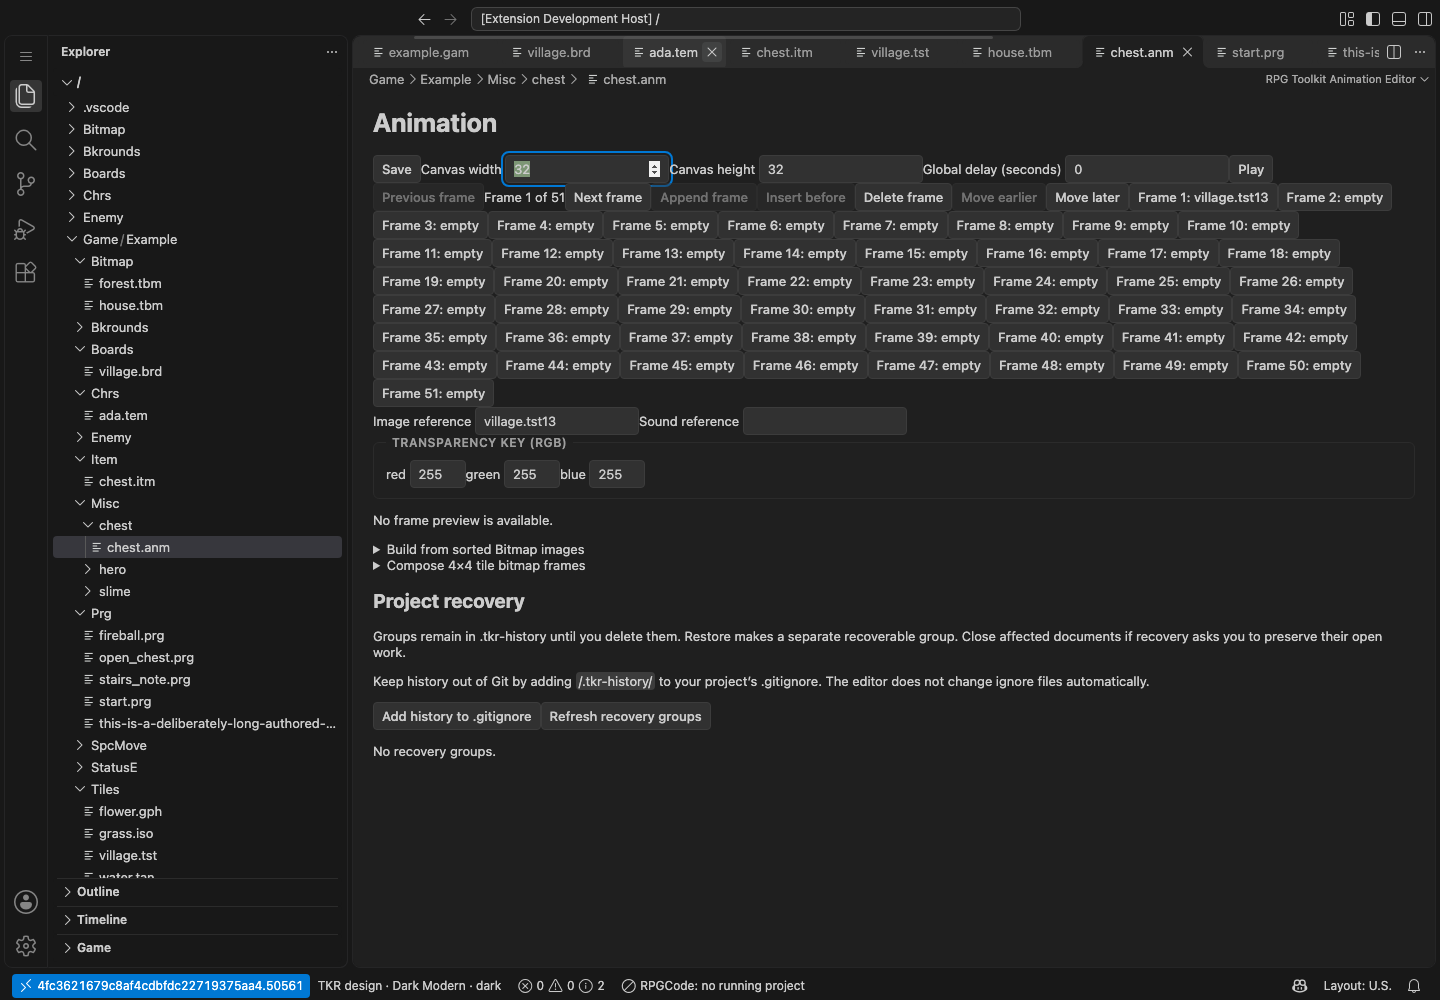 [Extension Development Host] /
Explorer
/
.vscode
Bitmap
Bkrounds
Boards
Chrs
Enemy
Game / Example
Bitmap
forest.tbm
house.tbm
Bkrounds
Boards
village.brd
Chrs
ada.tem
Enemy
Item
chest.itm
Misc
chest
chest.anm
hero
slime
Prg
fireball.prg
open_chest.prg
stairs_note.prg
start.prg
this-is-a-deliberately-long-authored-...
SpcMove
StatusE
Tiles
flower.gph
grass.iso
village.tst
water.tan
Outline
Timeline
Game
example.gam village.brd ada.tem chest.itm village.tst house.tbm chest.anm start.prg this-is
Game > Example > Misc > chest > chest.anm RPG Toolkit Animation Editor
Animation
Save Canvas width 32 Canvas height 32 Global delay (seconds) 0 Play
Previous frame Frame 1 of 51 Next frame Append frame Insert before Delete frame Move earlier Move later Frame 1: village.tst13 Frame 2: empty
Frame 3: empty Frame 4: empty Frame 5: empty Frame 6: empty Frame 7: empty Frame 8: empty Frame 9: empty Frame 10: empty
Frame 11: empty Frame 12: empty Frame 13: empty Frame 14: empty Frame 15: empty Frame 16: empty Frame 17: empty Frame 18: empty
Frame 19: empty Frame 20: empty Frame 21: empty Frame 22: empty Frame 23: empty Frame 24: empty Frame 25: empty Frame 26: empty
Frame 27: empty Frame 28: empty Frame 29: empty Frame 30: empty Frame 31: empty Frame 32: empty Frame 33: empty Frame 34: empty
Frame 35: empty Frame 36: empty Frame 37: empty Frame 38: empty Frame 39: empty Frame 40: empty Frame 41: empty Frame 42: empty
Frame 43: empty Frame 44: empty Frame 45: empty Frame 46: empty Frame 47: empty Frame 48: empty Frame 49: empty Frame 50: empty
Frame 51: empty
Image reference village.tst13 Sound reference
TRANSPARENCY KEY (RGB)
red 255 green 255 blue 255
No frame preview is available.
Build from sorted Bitmap images
Compose 4×4 tile bitmap frames
Project recovery
Groups remain in .tkr-history until you delete them. Restore makes a separate recoverable group. Close affected documents if recovery asks you to preserve their open
work.
Keep history out of Git by adding /.tkr-history/ to your project's .gitignore. The editor does not change ignore files automatically.
Add history to .gitignore Refresh recovery groups
No recovery groups.
4fc3621679c8af4cdbfdc22719375aa4.50561 TKR design · Dark Modern · dark 0 0 2 RPGCode: no running project Layout: U.S.